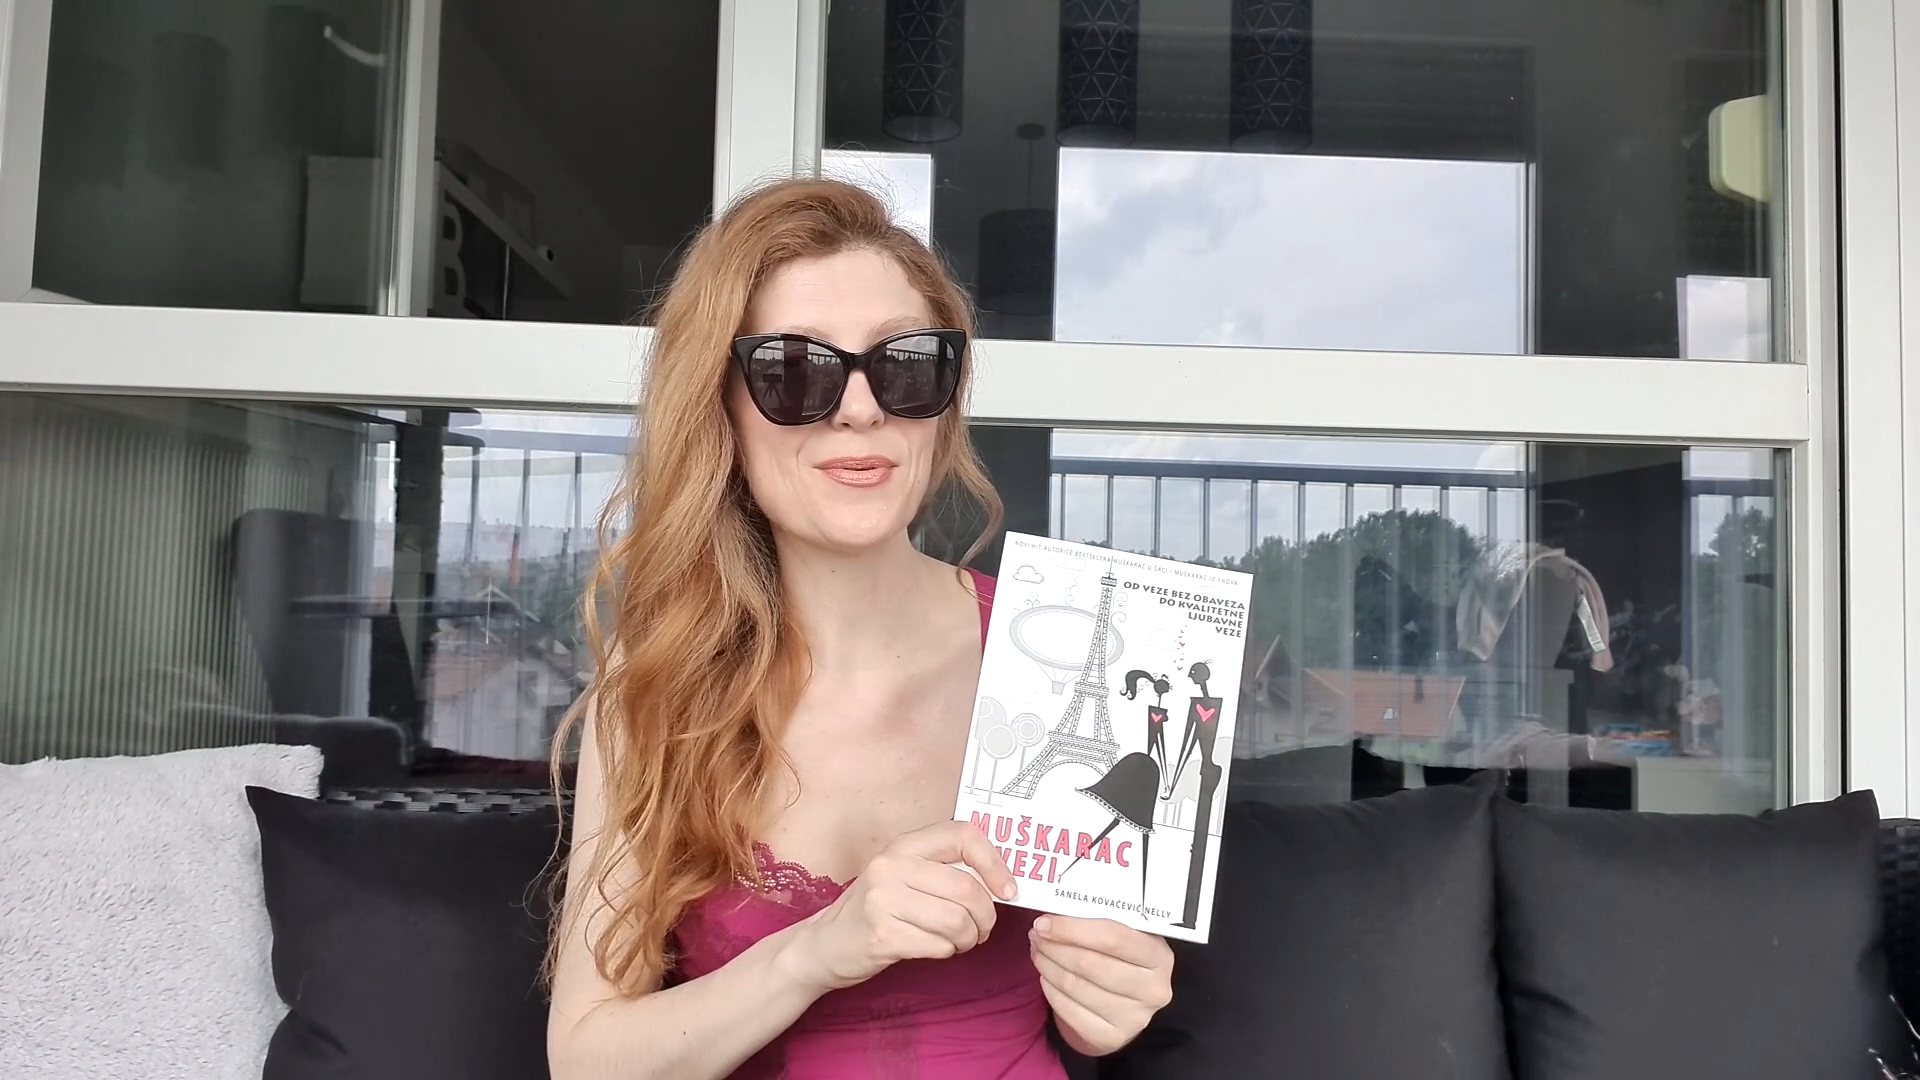 NOVI HIT AUTORICE BESTSELERA MUŠKARAC U ŠACI I MUŠKARAC IZ SNOVA
OD VEZE BEZ OBAVEZA
DO KVALITETNE
LJUBAVNE
VEZE
MUŠKARAC
VEZI
SANELA KOVAČEVIĆ NELLY
B